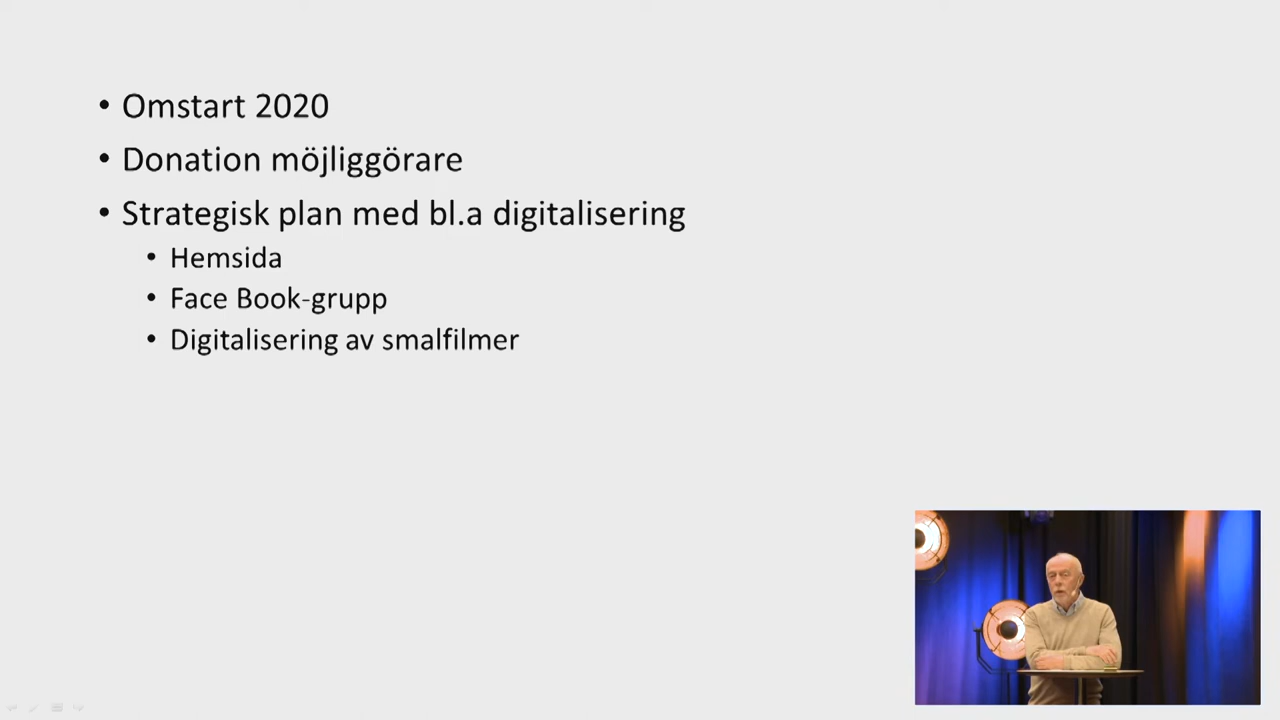 • Omstart 2020
• Donation möjliggörare
• Strategisk plan med bl.a digitalisering
• Hemsida
• Face Book-grupp
• Digitalisering av smalfilmer